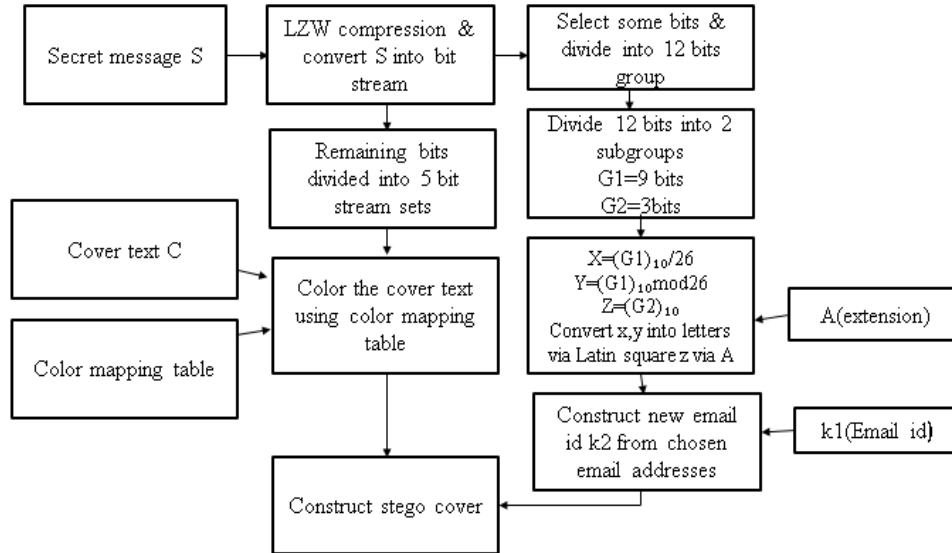 Secret message S
LZW compression &
convert S into bit
stream
Select some bits &
divide into 12 bits
group
Remaining bits
divided into 5 bit
stream sets
Divide 12 bits into 2
subgroups
G1=9 bits
G2=3bits
Cover text C
Color mapping table
Color the cover text
using color mapping
table
X=(G1)₁₀/26
Y=(G1)₁₀mod26
Z=(G2)₁₀
Convert x,y into letters
via Latin square z via A
A(extension)
Construct new email
id k2 from chosen
email addresses
k1(Email id)
Construct stego cover